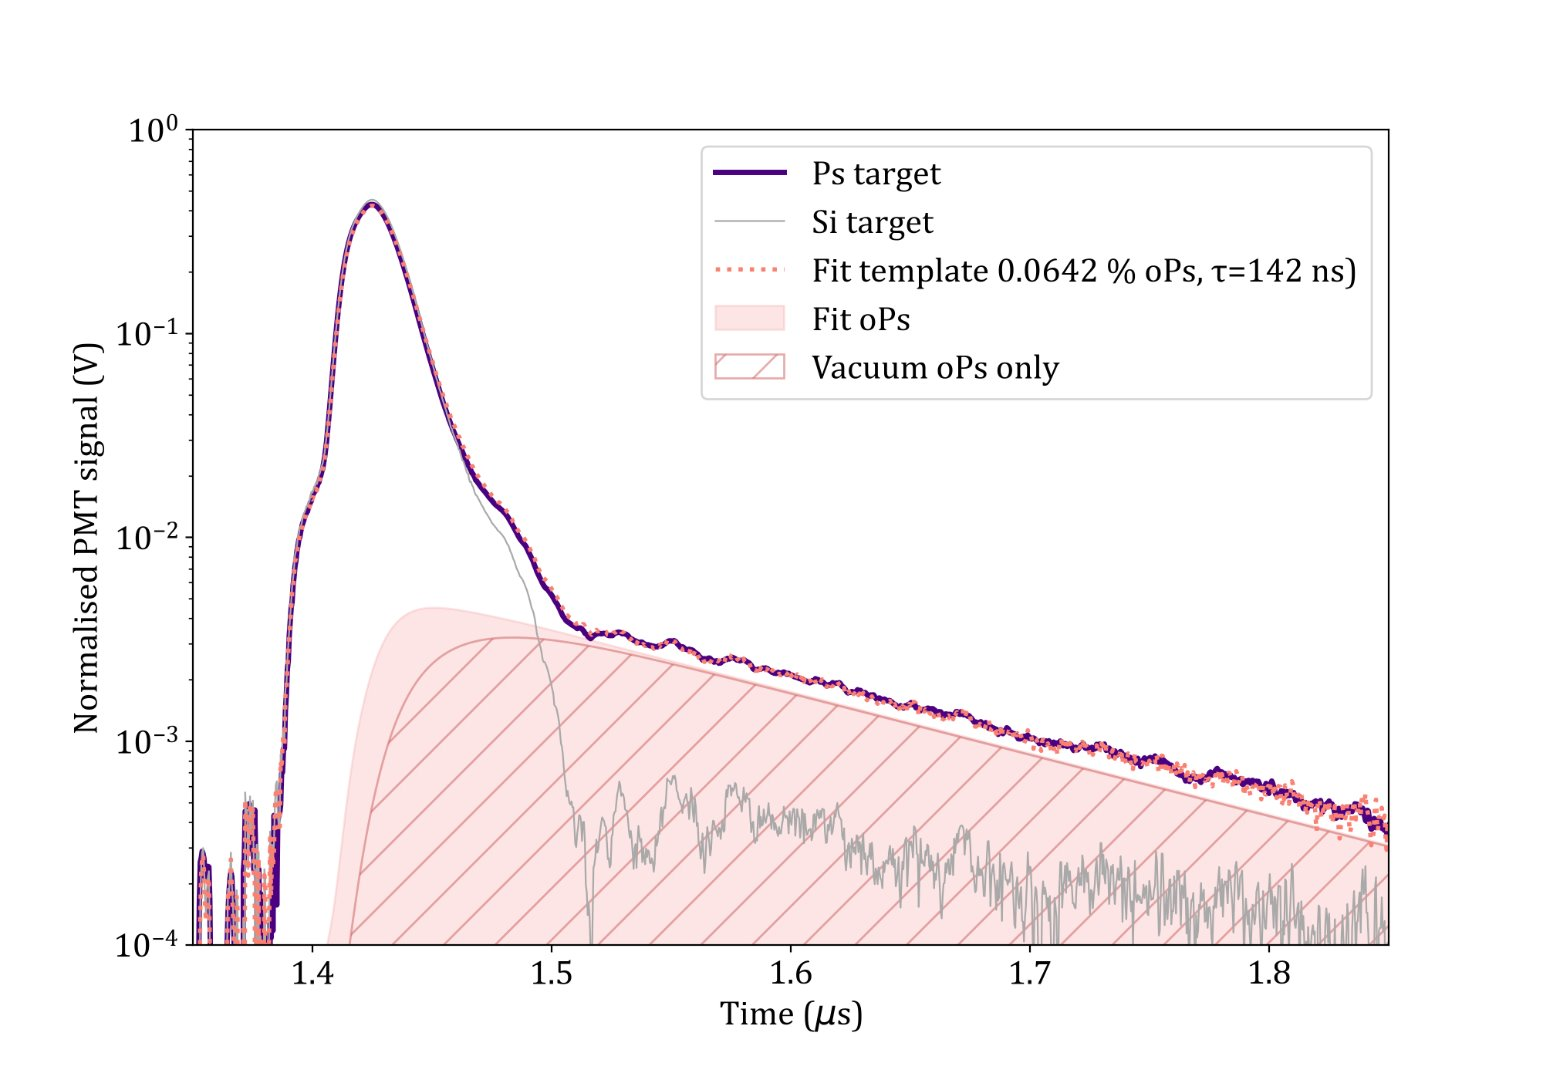 10⁰
10⁻¹
10⁻²
10⁻³
10⁻⁴
Normalised PMT signal (V)
Ps target
Si target
Fit template 0.0642 % oPs, τ=142 ns)
Fit oPs
Vacuum oPs only
1.4 1.5 1.6 1.7 1.8
Time (μs)